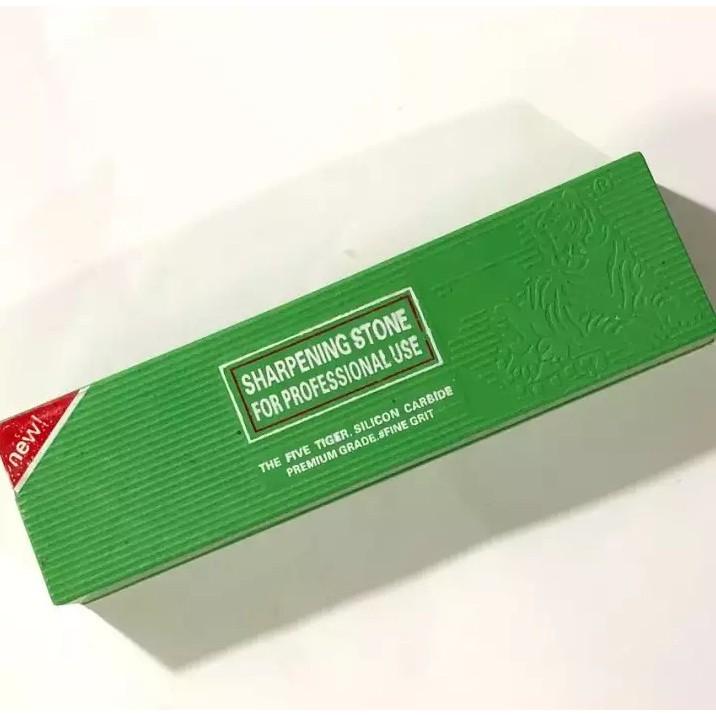 new!
SHARPENING STONE
FOR PROFESSIONAL USE
THE FIVE TIGER. SILICON CARBIDE
PREMIUM GRADE.#FINE GRIT
®